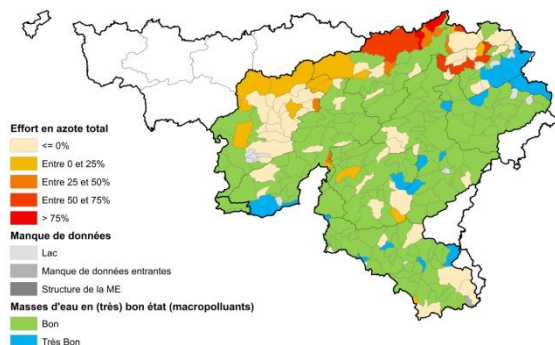 Effort en azote total
<= 0%
Entre 0 et 25%
Entre 25 et 50%
Entre 50 et 75%
> 75%
Manque de données
Lac
Manque de données entrantes
Structure de la ME
Masses d'eau en (très) bon état (macropolluants)
Bon
Très Bon